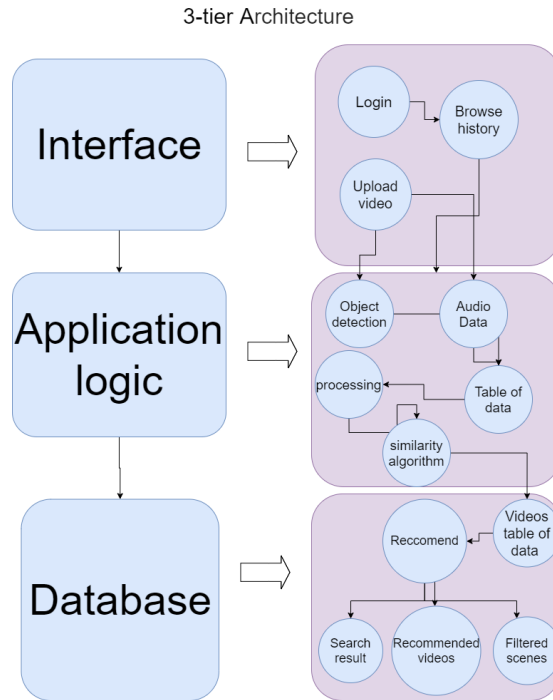 3-tier Architecture
Interface
Login
Browse
history
Upload
video
Application
logic
Object
detection
Audio
Data
processing
Table of
data
similarity
algorithm
Database
Videos
table of
data
Reccomend
Search
result
Recommended
videos
Filtered
scenes